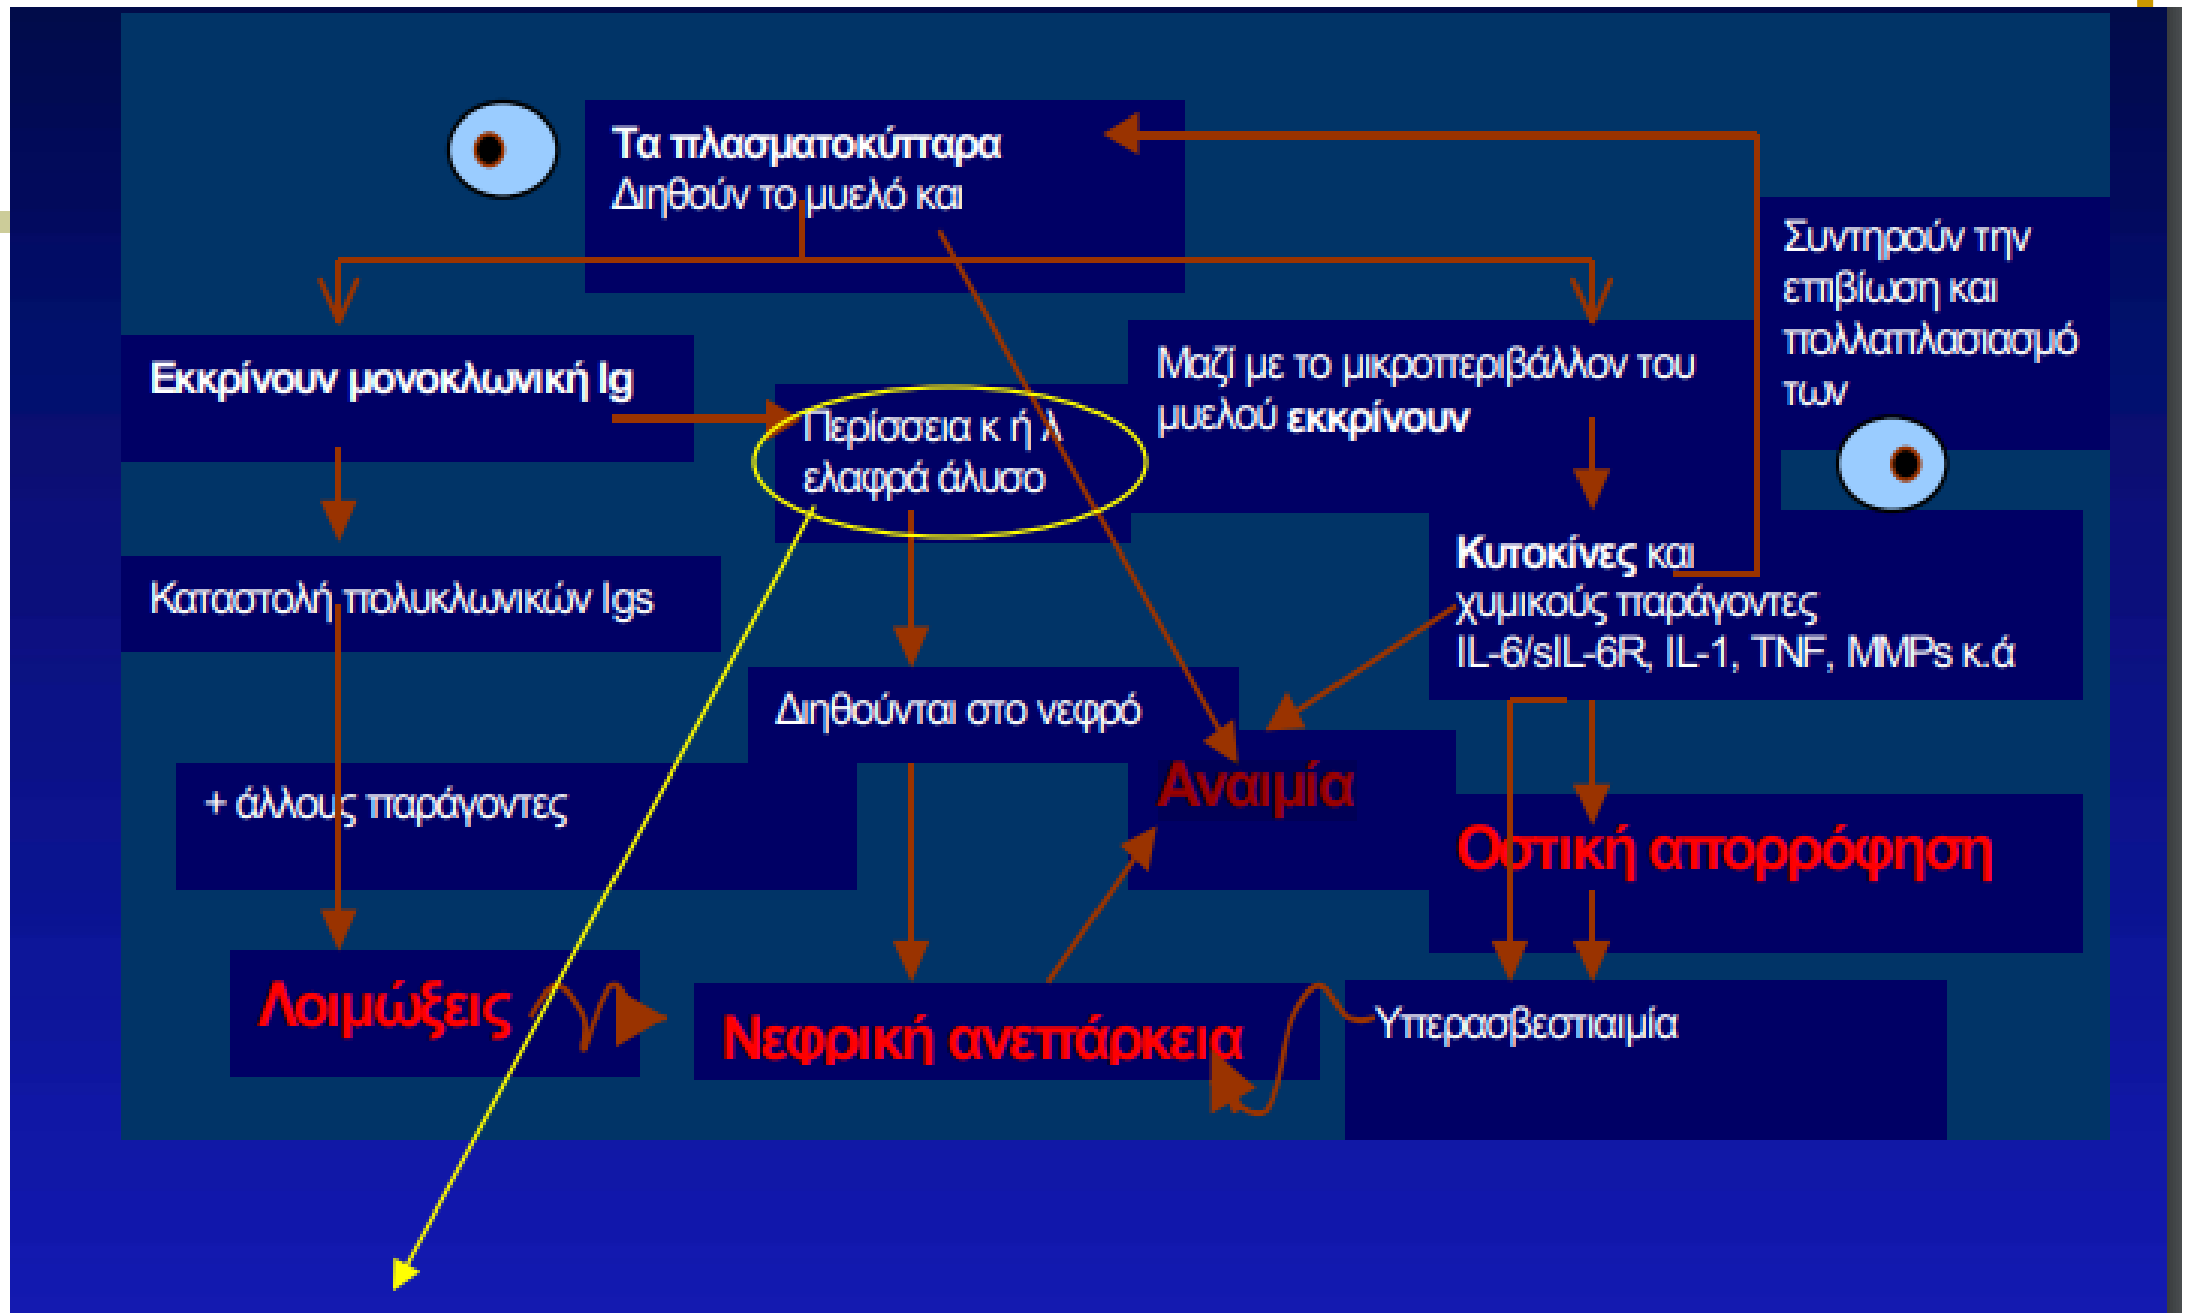 Τα πλασματοκύτταρα
Διηθούν το μυελό και
Συντηρούν την
επιβίωση και
πολλαπλασιασμό
των
Εκκρίνουν μονοκλωνική Ig
Περίσσεια κ ή λ
ελαφρά άλυσο
Μαζί με το μικροπεριβάλλον του
μυελού εκκρίνουν
Καταστολή πολυκλωνικών Igs
Κυτοκίνες και
χυμικούς παράγοντες
IL-6/sIL-6R, IL-1, TNF, MMPs κ.ά
Διηθούνται στο νεφρό
+ άλλους παράγοντες
Αναιμία
Οστική απορρόφηση
Λοιμώξεις
Νεφρική ανεπάρκεια
Υπερασβεστιαιμία